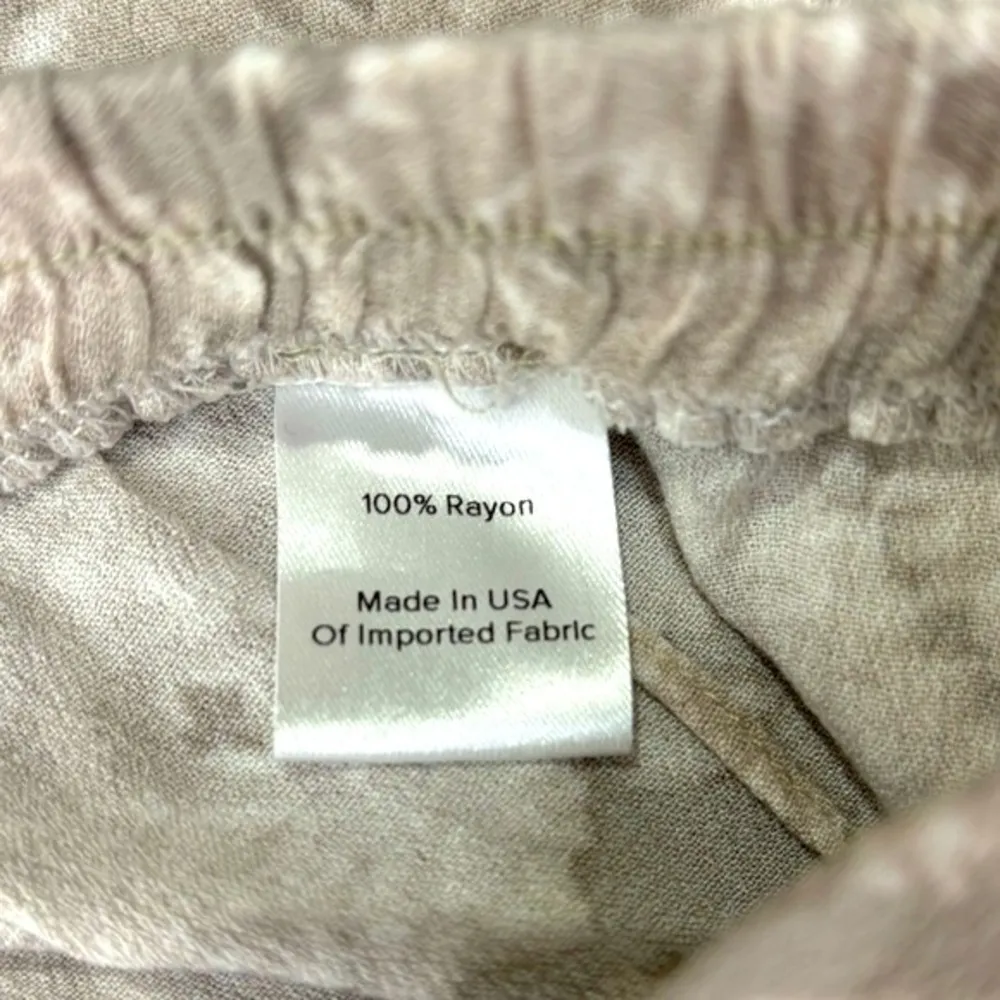 100% Rayon
Made In USA
Of Imported Fabric